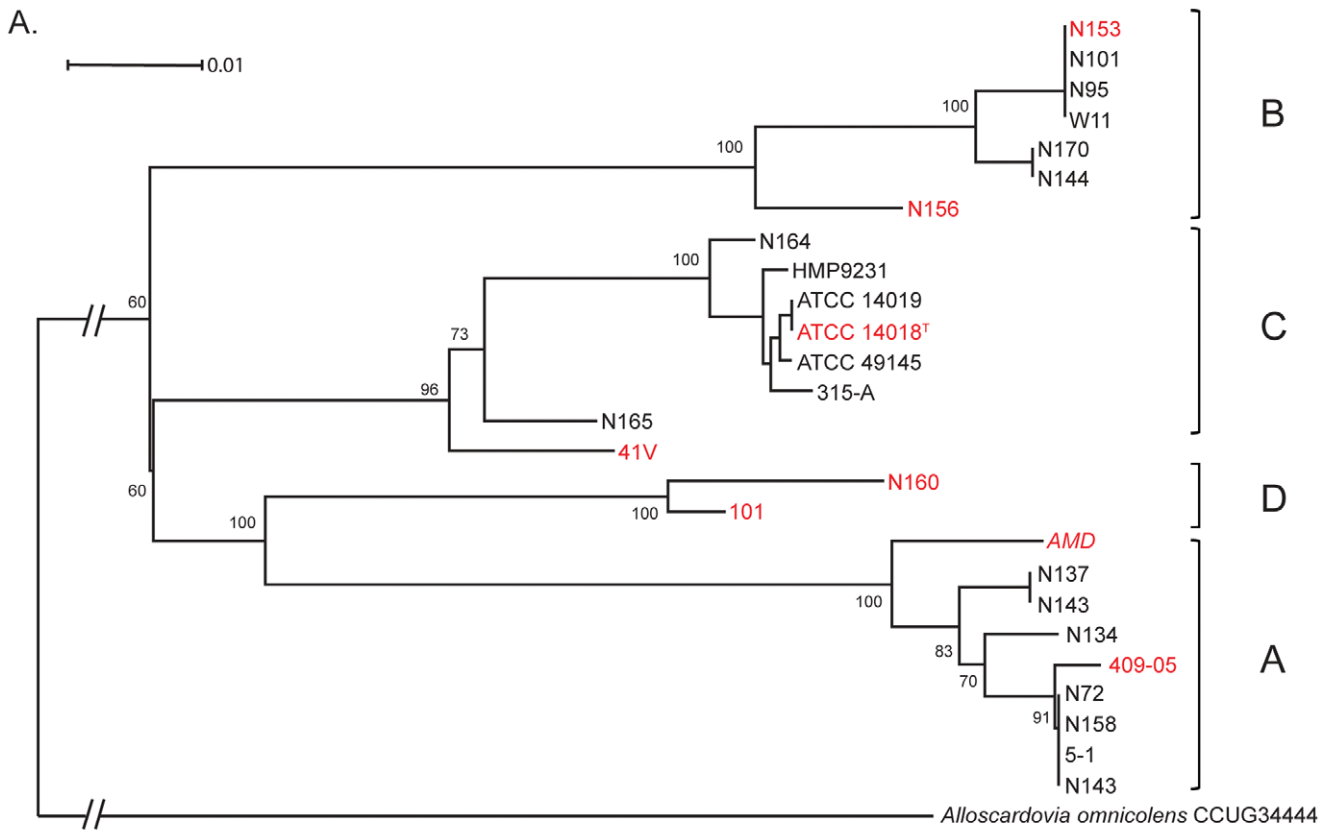 A.
0.01
N153
N101
N95
W11
100
N170
N144
100
B
N156
N164
100
HMP9231
ATCC 14019
60
ATCC 14018ᵀ
C
73
ATCC 49145
96
315-A
N165
41V
N160
60
101
100
100
D
AMD
N137
100
N143
N134
83
409-05
A
70
N72
91
N158
5-1
N143
Alloscardovia omnicolens CCUG34444